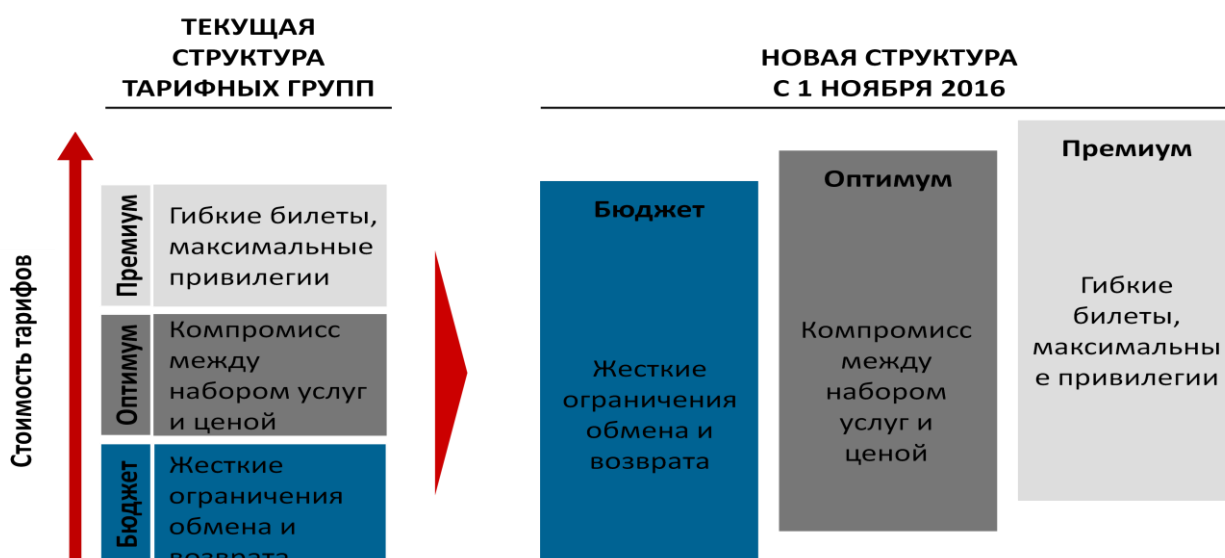 ТЕКУЩАЯ
СТРУКТУРА
ТАРИФНЫХ ГРУПП
НОВАЯ СТРУКТУРА
С 1 НОЯБРЯ 2016
Стоимость тарифов
Премиум
Гибкие билеты,
максимальные
привилегии
Оптимум
Компромисс
между
набором услуг
и ценой
Бюджет
Жесткие
ограничения
обмена и
возврата
Бюджет
Жесткие
ограничения
обмена и
возврата
Оптимум
Компромисс
между
набором
услуг и
ценой
Премиум
Гибкие
билеты,
максимальны
е привилегии